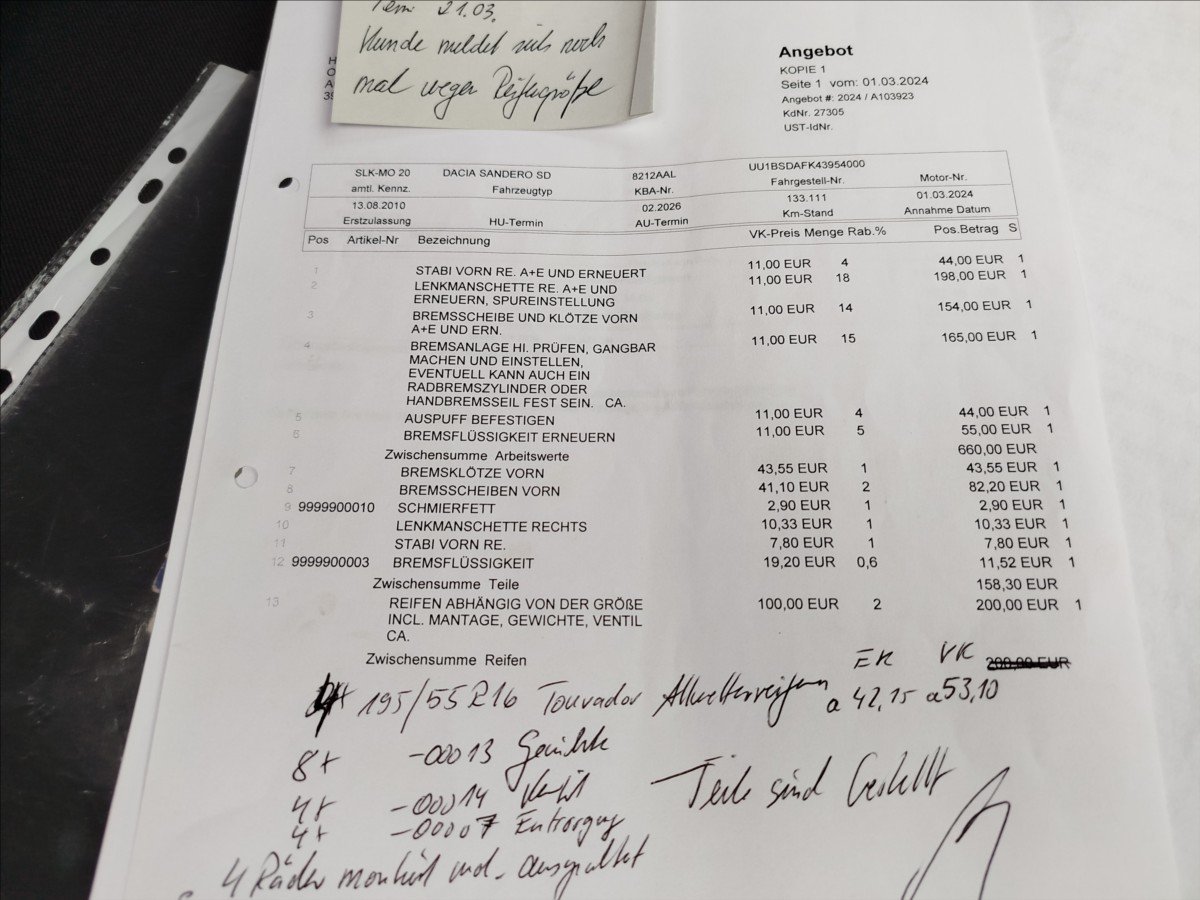 21.03.
Kunde meldet sich noch
mal wegen Reifengröße
Angebot
KOPIE 1
Seite 1 vom: 01.03.2024
Angebot #: 2024 / A103923
KdNr. 27305
UST-IdNr.
SLK-MO 20 DACIA SANDERO SD 8212AAL UU1BSDAFK43954000
amtl. Kennz. Fahrzeugtyp KBA-Nr. Fahrgestell-Nr. Motor-Nr.
13.08.2010 02.2026 133.111 01.03.2024
Erstzulassung HU-Termin AU-Termin Km-Stand Annahme Datum
Pos Artikel-Nr Bezeichnung VK-Preis Menge Rab.% Pos.Betrag S
1 STABI VORN RE. A+E UND ERNEUERT 11,00 EUR 4 44,00 EUR 1
2 LENKMANSCHETTE RE. A+E UND 11,00 EUR 18 198,00 EUR 1
ERNEUERN, SPUREINSTELLUNG
3 BREMSSCHEIBE UND KLÖTZE VORN 11,00 EUR 14 154,00 EUR 1
A+E UND ERN.
4 BREMSANLAGE HI. PRÜFEN, GANGBAR 11,00 EUR 15 165,00 EUR 1
MACHEN UND EINSTELLEN,
EVENTUELL KANN AUCH EIN
RADBREMSZYLINDER ODER
HANDBREMSSEIL FEST SEIN. CA.
5 AUSPUFF BEFESTIGEN 11,00 EUR 4 44,00 EUR 1
6 BREMSFLÜSSIGKEIT ERNEUERN 11,00 EUR 5 55,00 EUR 1
Zwischensumme Arbeitswerte 660,00 EUR
7 BREMSKLÖTZE VORN 43,55 EUR 1 43,55 EUR 1
8 BREMSSCHEIBEN VORN 41,10 EUR 2 82,20 EUR 1
9 9999900010 SCHMIERFETT 2,90 EUR 1 2,90 EUR 1
10 LENKMANSCHETTE RECHTS 10,33 EUR 1 10,33 EUR 1
11 STABI VORN RE. 7,80 EUR 1 7,80 EUR 1
12 9999900003 BREMSFLÜSSIGKEIT 19,20 EUR 0,6 11,52 EUR 1
Zwischensumme Teile 158,30 EUR
13 REIFEN ABHÄNGIG VON DER GRÖßE 100,00 EUR 2 200,00 EUR 1
INCL. MANTAGE, GEWICHTE, VENTIL
CA.
Zwischensumme Reifen 200,00 EUR
EK VK
4x 195/55 R16 Tourador Allwetterreifen a 42,15 a 53,10
8x -00013 Gewichte
4x -00014 Ventil
4x -00007 Entsorgung
Teile sind bestellt
4 Räder montiert und ausgewuchtet